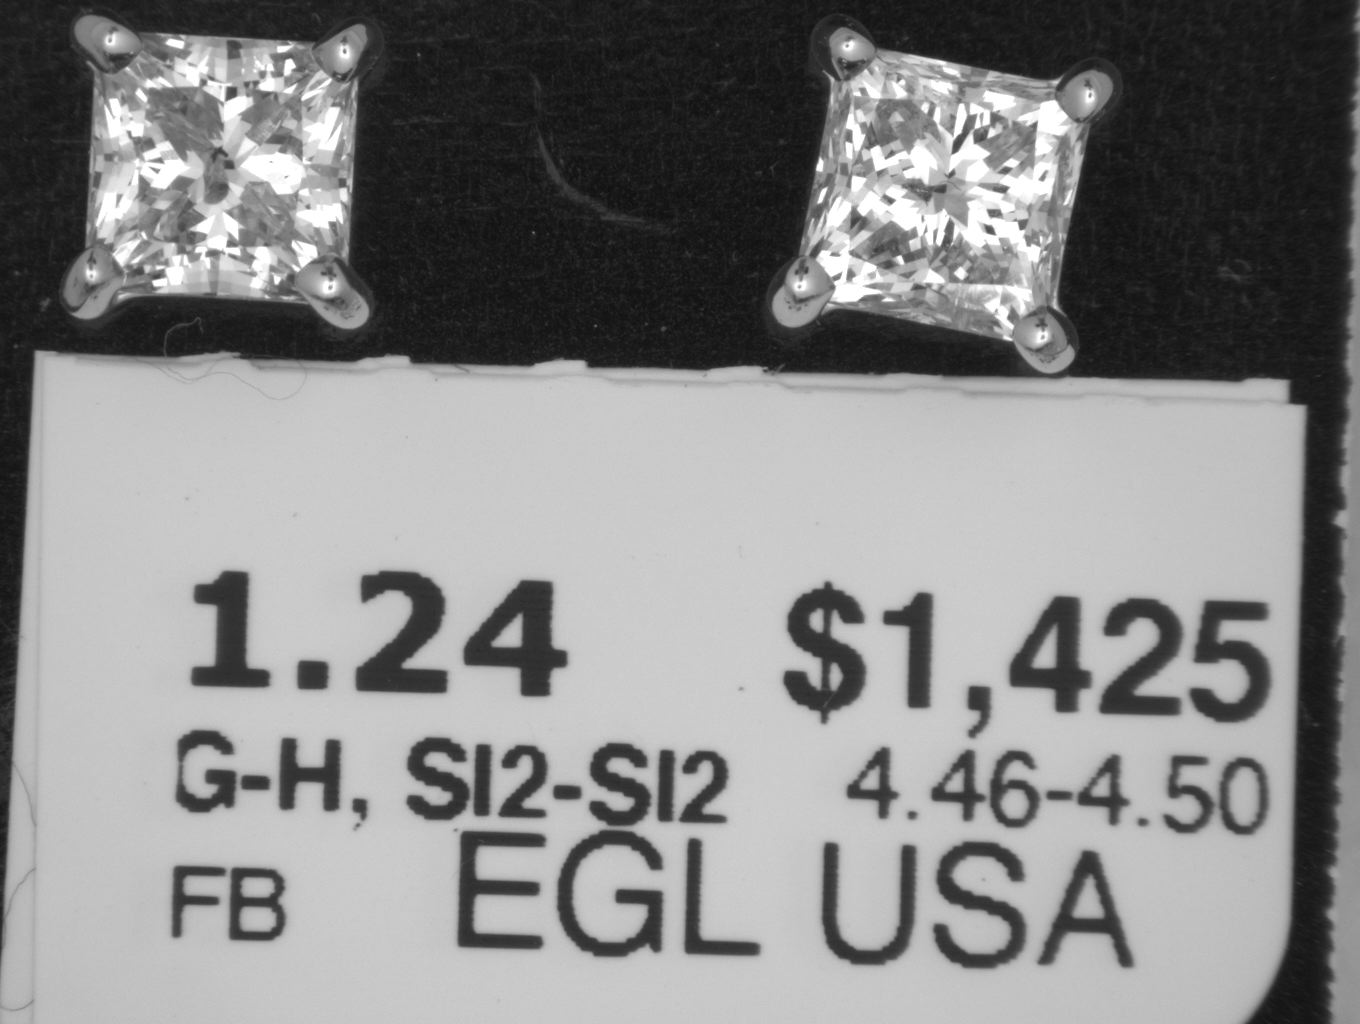 1.24 $1,425
G-H, SI2-SI2 4.46-4.50
FB EGL USA